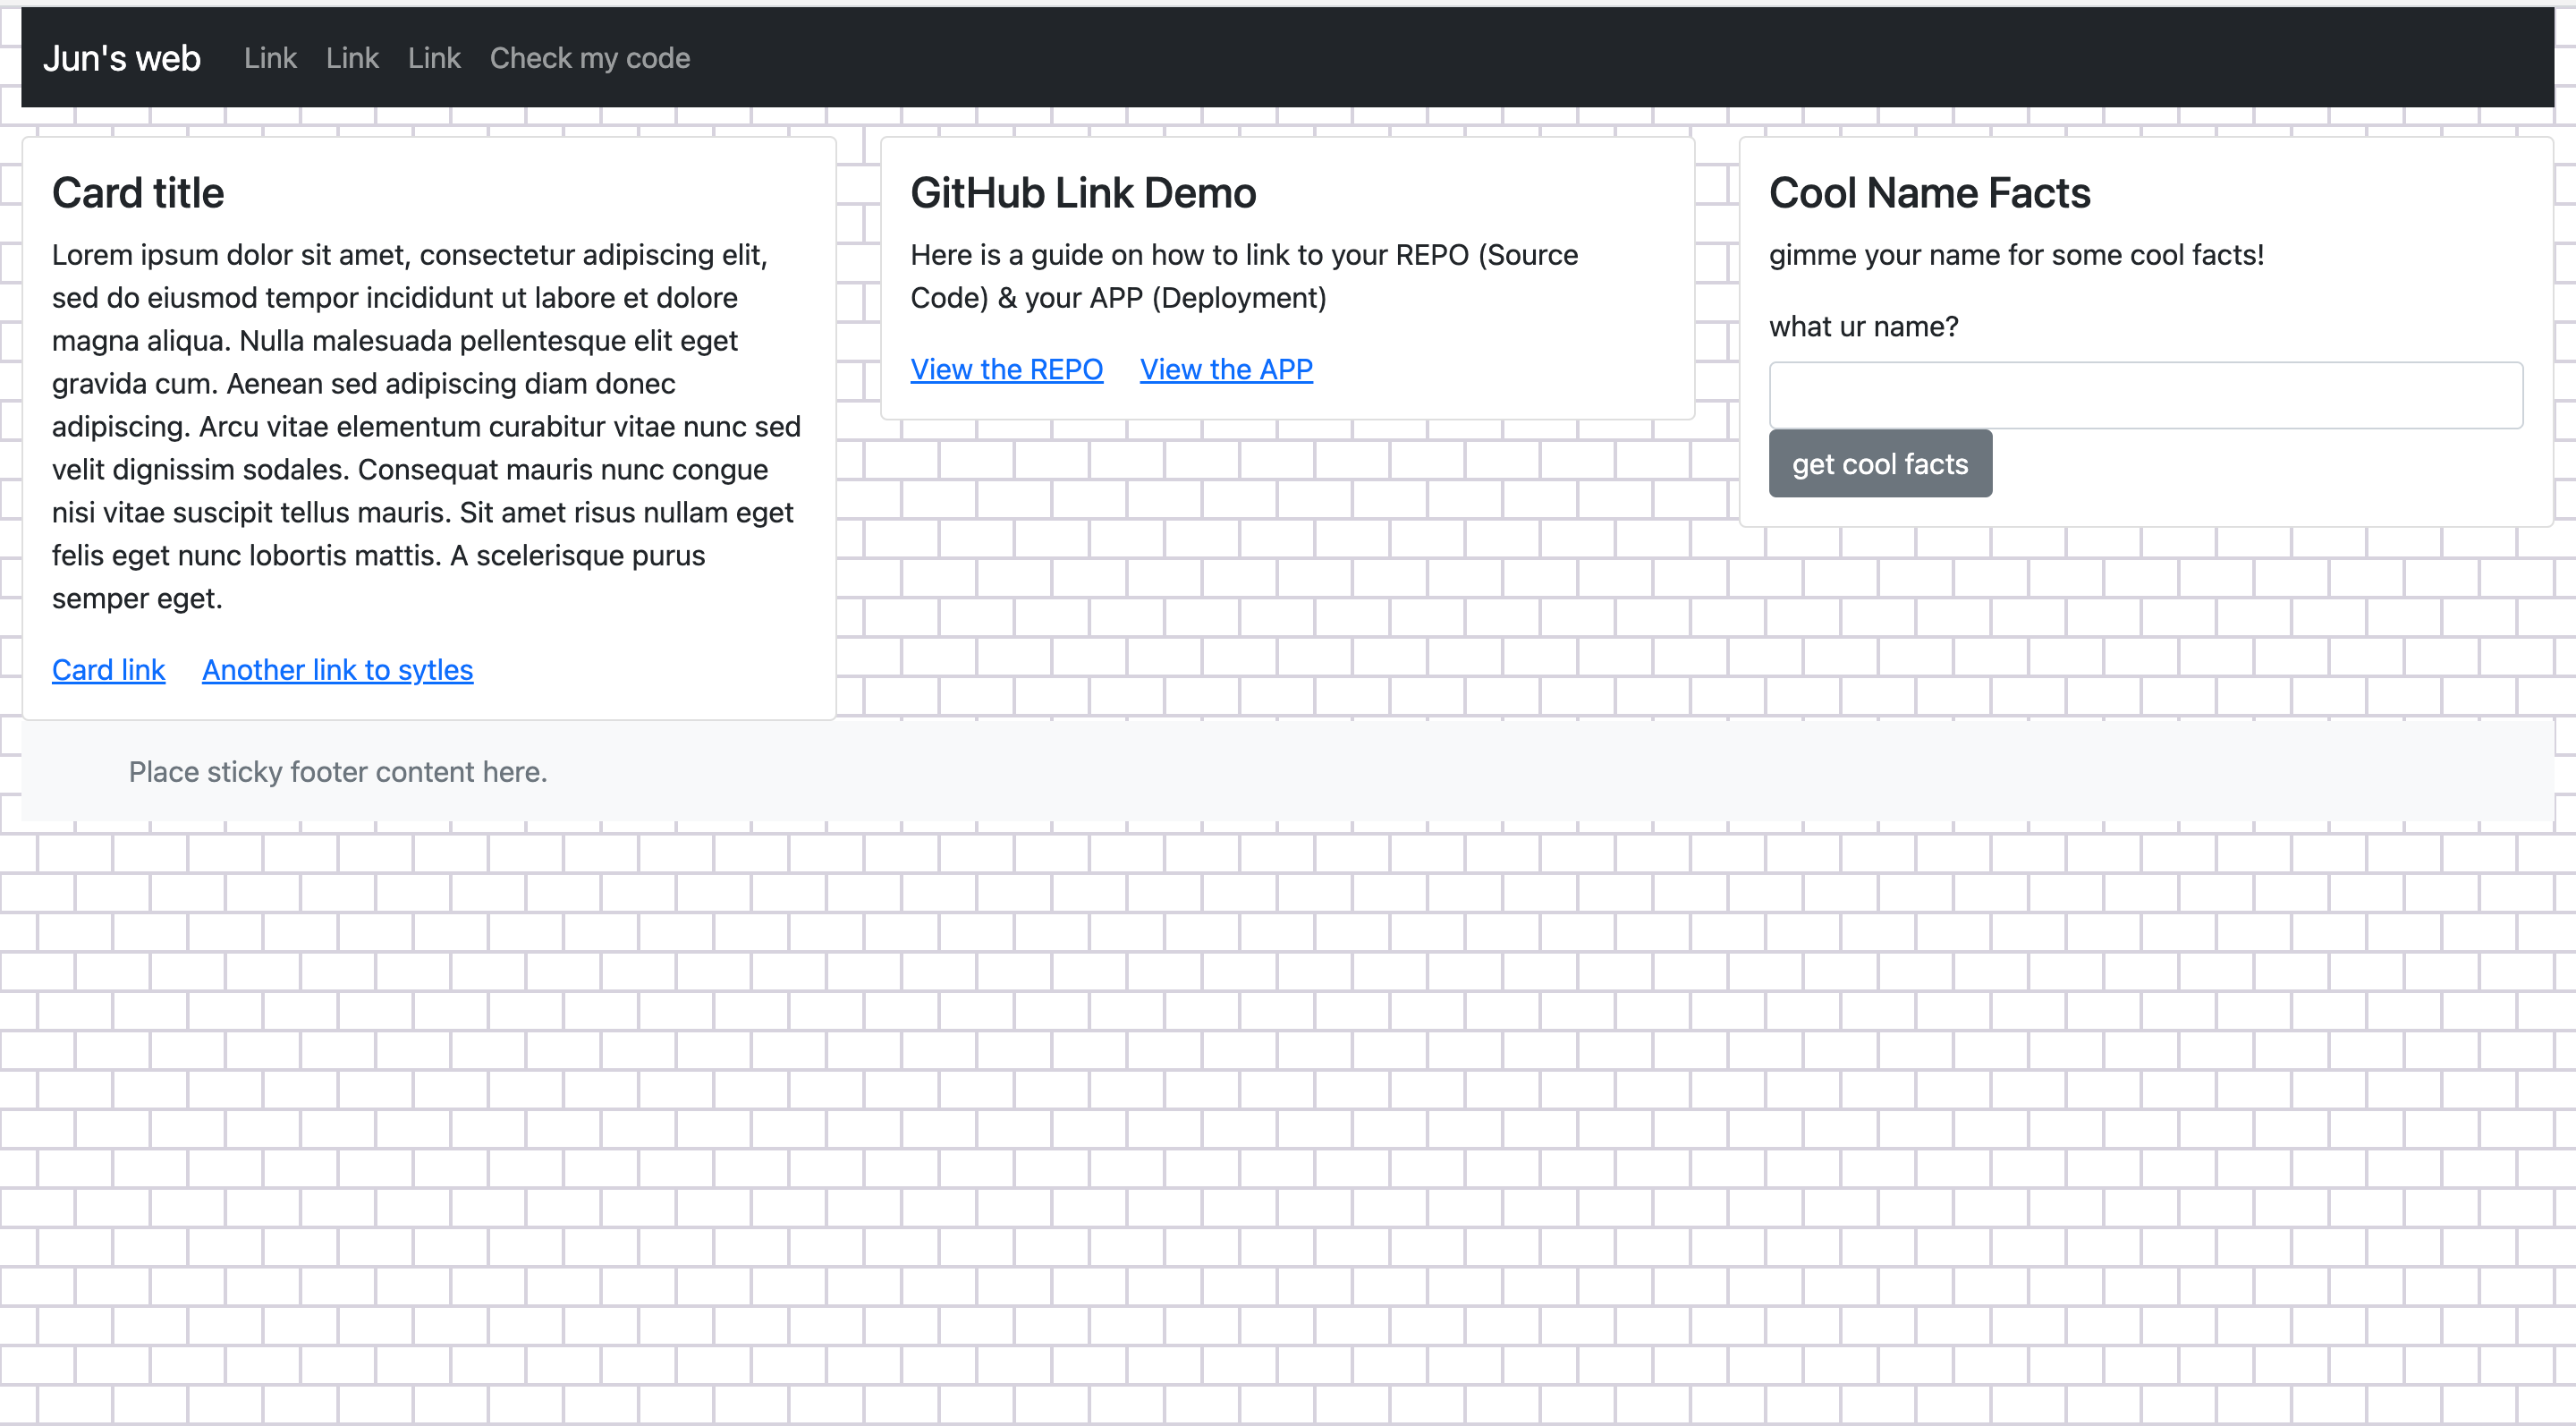 Jun's web Link Link Link Check my code
Card title
Lorem ipsum dolor sit amet, consectetur adipiscing elit,
sed do eiusmod tempor incididunt ut labore et dolore
magna aliqua. Nulla malesuada pellentesque elit eget
gravida cum. Aenean sed adipiscing diam donec
adipiscing. Arcu vitae elementum curabitur vitae nunc sed
velit dignissim sodales. Consequat mauris nunc congue
nisi vitae suscipit tellus mauris. Sit amet risus nullam eget
felis eget nunc lobortis mattis. A scelerisque purus
semper eget.
Card link Another link to sytles
GitHub Link Demo
Here is a guide on how to link to your REPO (Source
Code) & your APP (Deployment)
View the REPO View the APP
Cool Name Facts
gimme your name for some cool facts!
what ur name?
get cool facts
Place sticky footer content here.